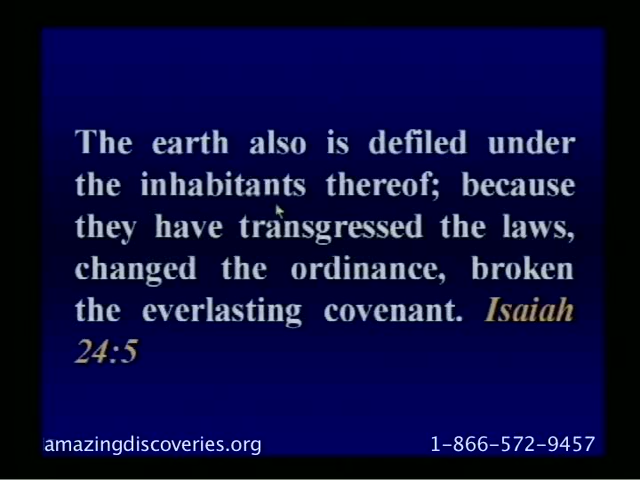 The earth also is defiled under
the inhabitants thereof; because
they have transgressed the laws,
changed the ordinance, broken
the everlasting covenant. Isaiah
24:5
amazingdiscoveries.org 1-866-572-9457